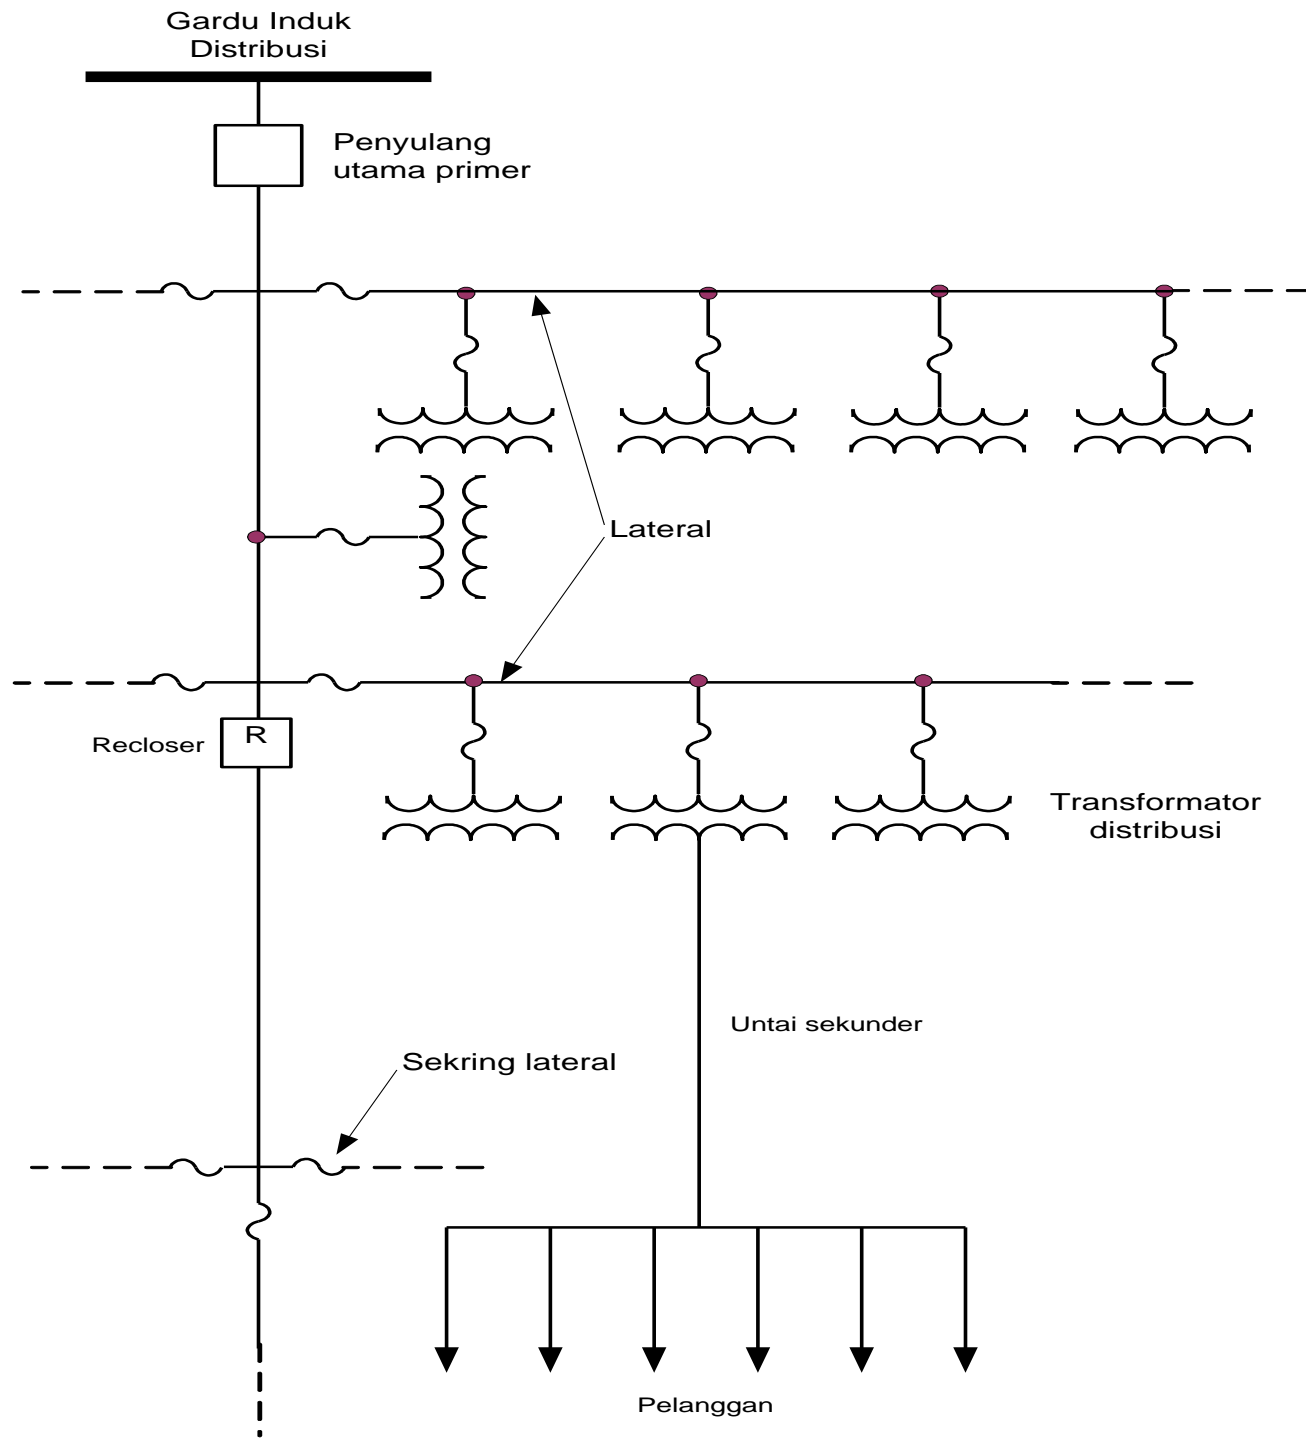 Gardu Induk
Distribusi
Penyulang
utama primer
Lateral
R
Recloser
Transformator
distribusi
Untai sekunder
Sekring lateral
Pelanggan